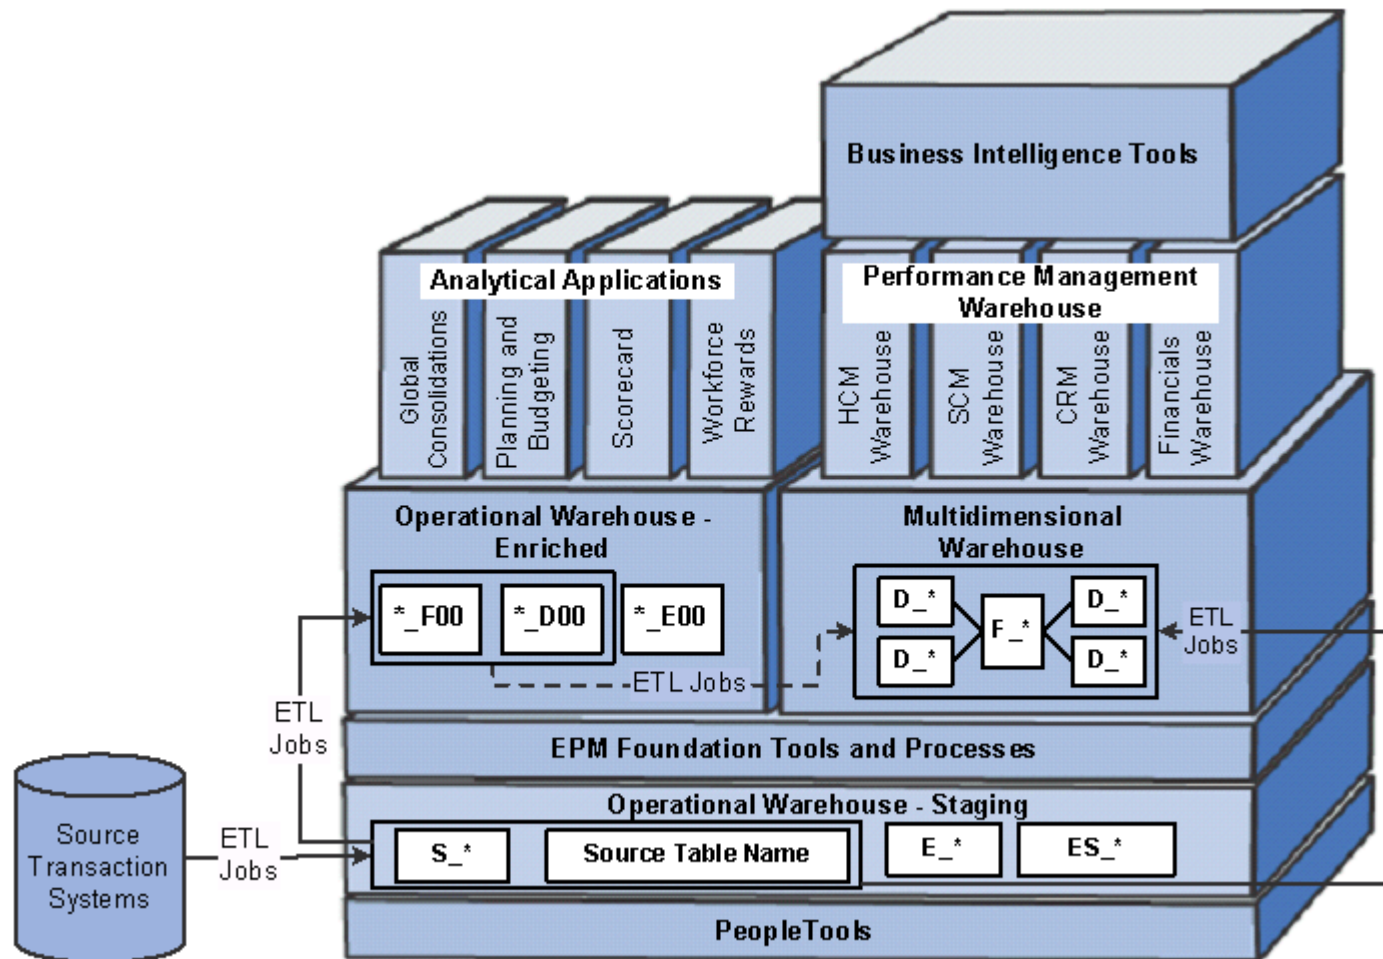 Business Intelligence Tools
Analytical Applications
Global
Consolidations
Planning and
Budgeting
Scorecard
Workforce
Rewards
Performance Management
Warehouse
HCM
Warehouse
SCM
Warehouse
CRM
Warehouse
Financials
Warehouse
Operational Warehouse -
Enriched
*_F00
*_D00
*_E00
Multidimensional
Warehouse
D_*
D_*
F_*
D_*
D_*
ETL
Jobs
ETL Jobs
ETL
Jobs
EPM Foundation Tools and Processes
Operational Warehouse - Staging
S_*
Source Table Name
E_*
ES_*
Source
Transaction
Systems
ETL
Jobs
PeopleTools